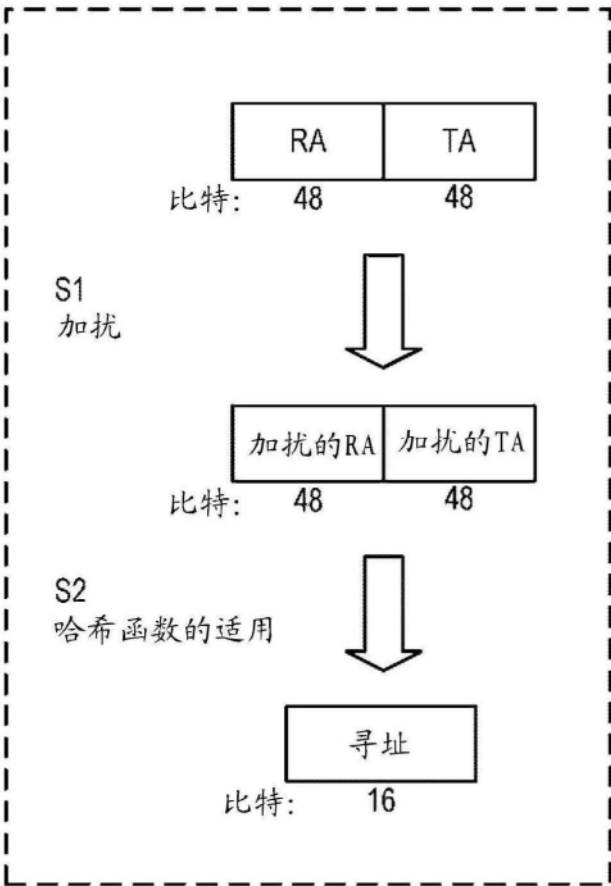 RA TA
比特: 48 48
S1
加扰
加扰的RA 加扰的TA
比特: 48 48
S2
哈希函数的适用
寻址
比特: 16